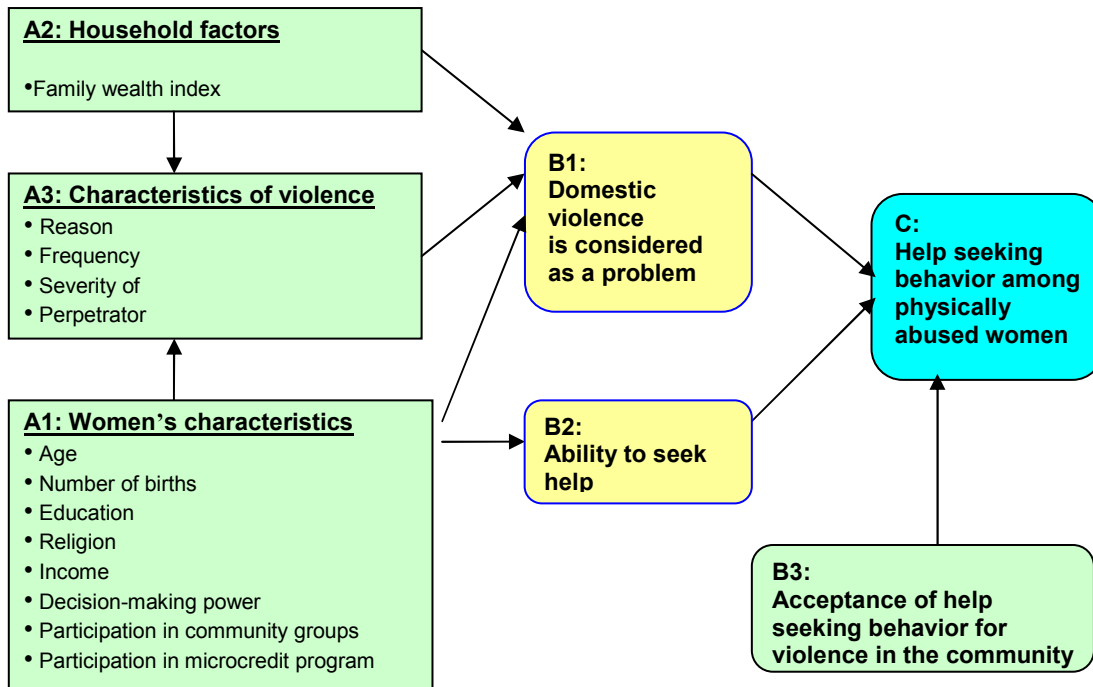 A2: Household factors
•Family wealth index
A3: Characteristics of violence
• Reason
• Frequency
• Severity of
• Perpetrator
A1: Women’s characteristics
• Age
• Number of births
• Education
• Religion
• Income
• Decision-making power
• Participation in community groups
• Participation in microcredit program
B1:
Domestic
violence
is considered
as a problem
B2:
Ability to seek
help
C:
Help seeking
behavior among
physically
abused women
B3:
Acceptance of help
seeking behavior for
violence in the community